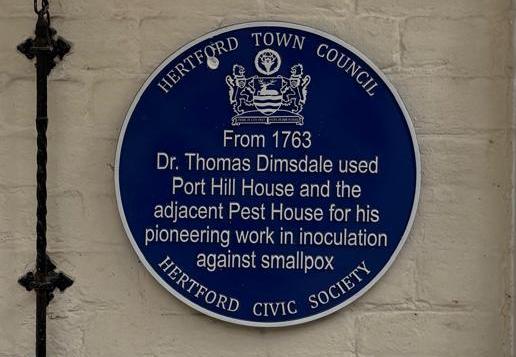 HERTFORD TOWN COUNCIL
From 1763
Dr. Thomas Dimsdale used
Port Hill House and the
adjacent Pest House for his
pioneering work in inoculation
against smallpox
HERTFORD CIVIC SOCIETY